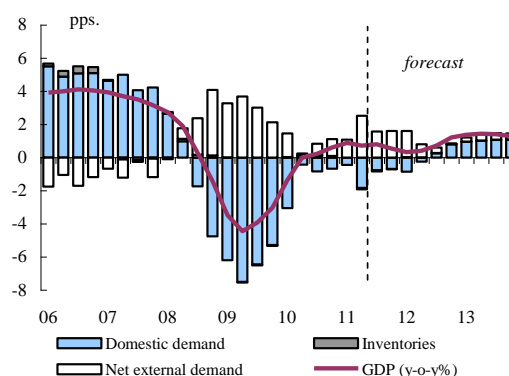 pps.
8
6
forecast
4
2
0
-2
-4
-6
-8
06 07 08 09 10 11 12 13
Domestic demand Inventories
Net external demand GDP (y-o-y%)